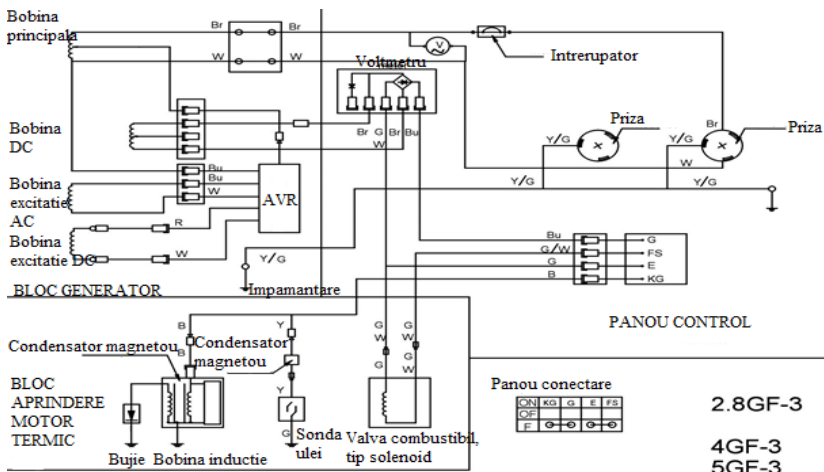 Bobina
principala
Br
Br
W
W
V
Voltmetru
Intrerupator
Bobina
DC
Br
G
W
Br
Bu
Priza
Br
Priza
Y/G
Y/G
W
Bobina
excitatie
AC
Bu
Bu
W
AVR
R
Bobina
excitatie DC
W
Y/G
Y/G
Y/G
Bu
G
G/W
FS
G
E
B
KG
BLOC GENERATOR
Impamantare
PANOU CONTROL
B
Y
G
W
G
W
Condensator magnetou
Condensator
magnetou
B
G
G
W
BLOC
APRINDERE
MOTOR
TERMIC
Y
G
Bujie
Bobina inductie
Sonda
ulei
Valva combustibil,
tip solenoid
Panou conectare
ON KG G E FS
OF
F
2.8GF-3
4GF-3
5GF-3